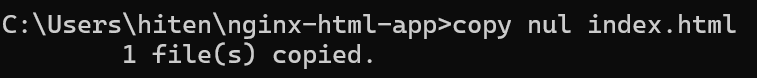 C:\Users\hiten\nginx-html-app>copy nul index.html
        1 file(s) copied.